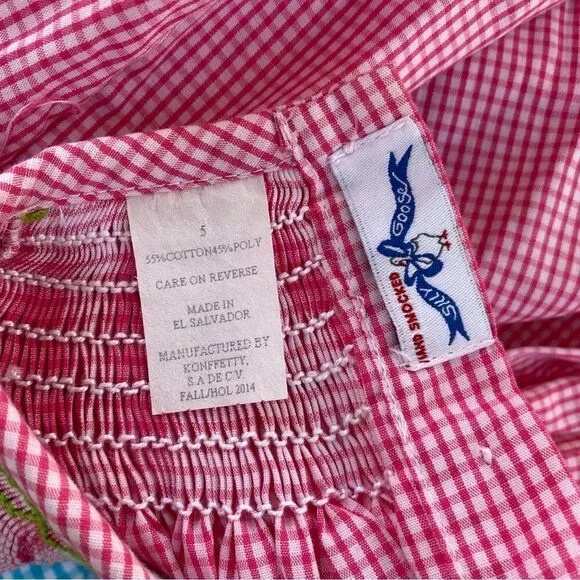 5
55%COTTON45%POLY
CARE ON REVERSE
MADE IN
EL SALVADOR
MANUFACTURED BY
KONFFETTY,
S.A DE C.V
FALL/HOL 2014
SILLY GOOSE
HAND SMOCKED